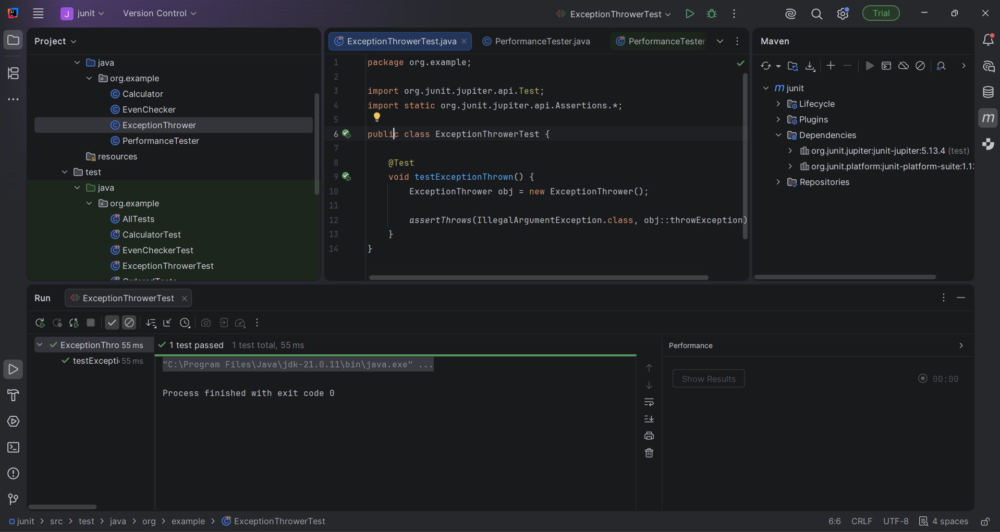 J junit Version Control ExceptionThrowerTest Trial
Project
java
org.example
Calculator
EvenChecker
ExceptionThrower
PerformanceTester
resources
test
java
org.example
AllTests
CalculatorTest
EvenCheckerTest
ExceptionThrowerTest
OrderedTests
ExceptionThrowerTest.java PerformanceTester.java PerformanceTester
1 package org.example;
2
3 import org.junit.jupiter.api.Test;
4 import static org.junit.jupiter.api.Assertions.*;
5
6 public class ExceptionThrowerTest {
7
8 @Test
9 void testExceptionThrown() {
10 ExceptionThrower obj = new ExceptionThrower();
11
12 assertThrows(IllegalArgumentException.class, obj::throwException)
13 }
14 }
Maven
m junit
Lifecycle
Plugins
Dependencies
org.junit.jupiter:junit-jupiter:5.13.4 (test)
org.junit.platform:junit-platform-suite:1.13
Repositories
m
Run ExceptionThrowerTest
ExceptionThro 55 ms
testExcepti 55 ms
1 test passed 1 test total, 55 ms
"C:\Program Files\Java\jdk-21.0.11\bin\java.exe" ...
Process finished with exit code 0
Performance
Show Results 00:00
junit > src > test > java > org > example > ExceptionThrowerTest 6:6 CRLF UTF-8 4 spaces